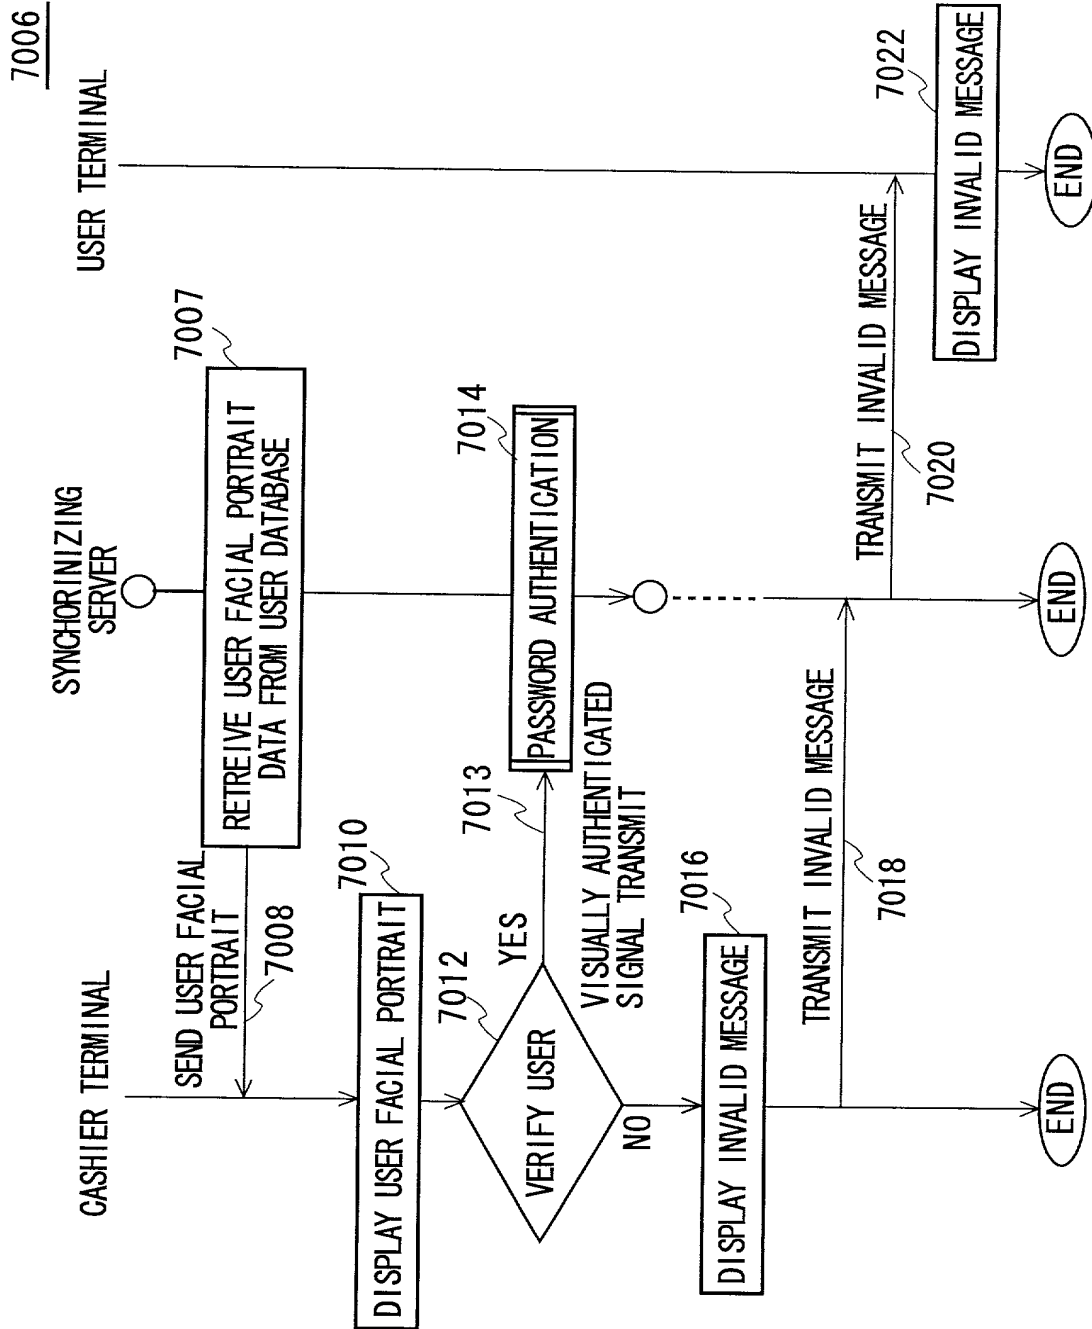 7006
CASHIER TERMINAL
SYNCHORINIZING
SERVER
USER TERMINAL
7007
RETREIVE USER FACIAL PORTRAIT
DATA FROM USER DATABASE
SEND USER FACIAL
PORTRAIT
7008
7010
DISPLAY USER FACIAL PORTRAIT
7012
VERIFY USER
YES
7013
VISUALLY AUTHENTICATED
SIGNAL TRANSMIT
7014
PASSWORD AUTHENTICATION
NO
7016
DISPLAY INVALID MESSAGE
TRANSMIT INVALID MESSAGE
7018
TRANSMIT INVALID MESSAGE
7020
7022
DISPLAY INVALID MESSAGE
END
END
END